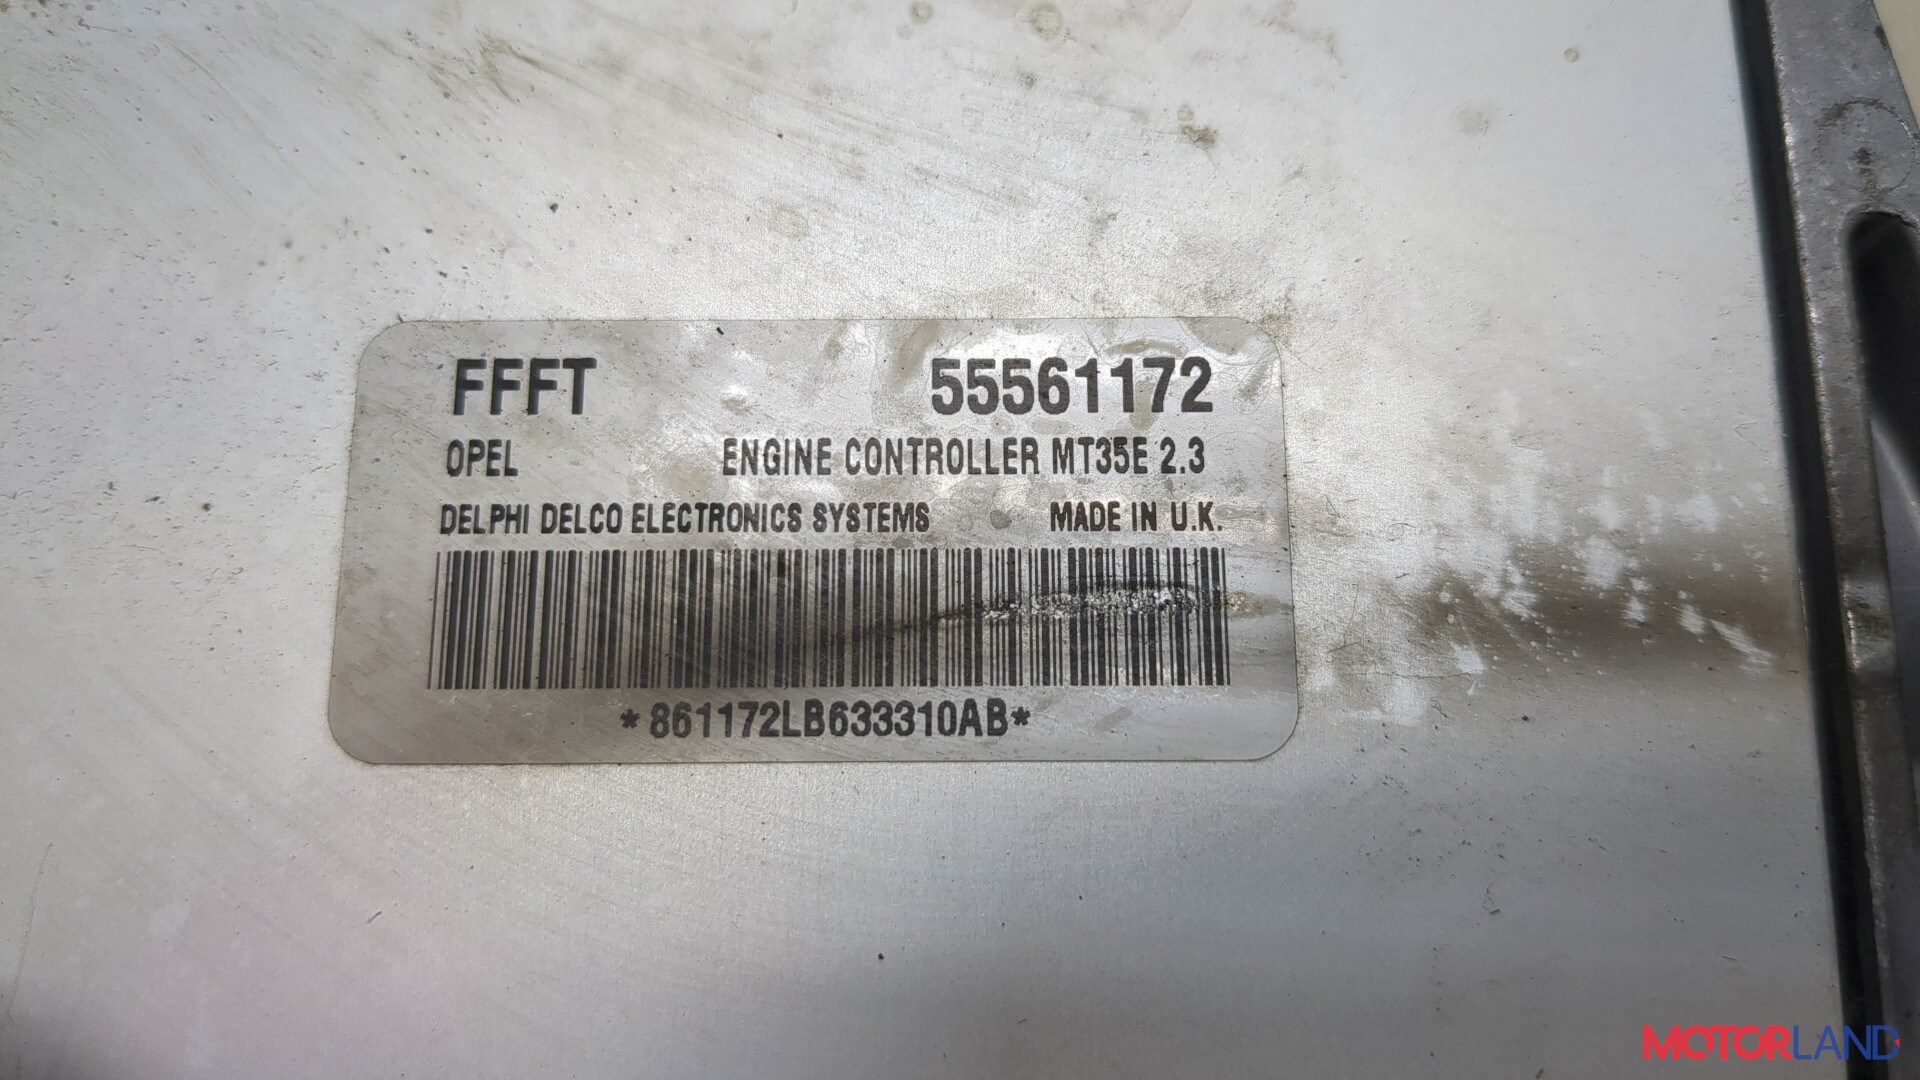 FFFT 55561172
OPEL ENGINE CONTROLLER MT35E 2.3
DELPHI DELCO ELECTRONICS SYSTEMS MADE IN U.K.
*861172LB633310AB*
MOTORLAND